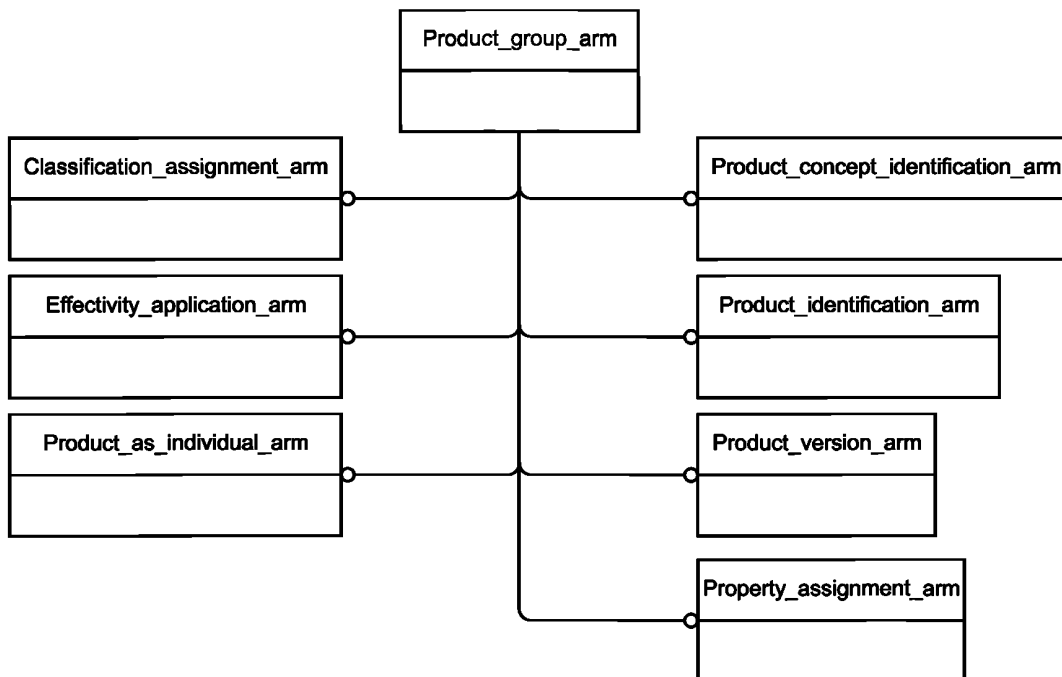 Product_group_arm
Classification_assignment_arm
Product_concept_identification_arm
Effectivity_application_arm
Product_identification_arm
Product_as_individual_arm
Product_version_arm
Property_assignment_arm